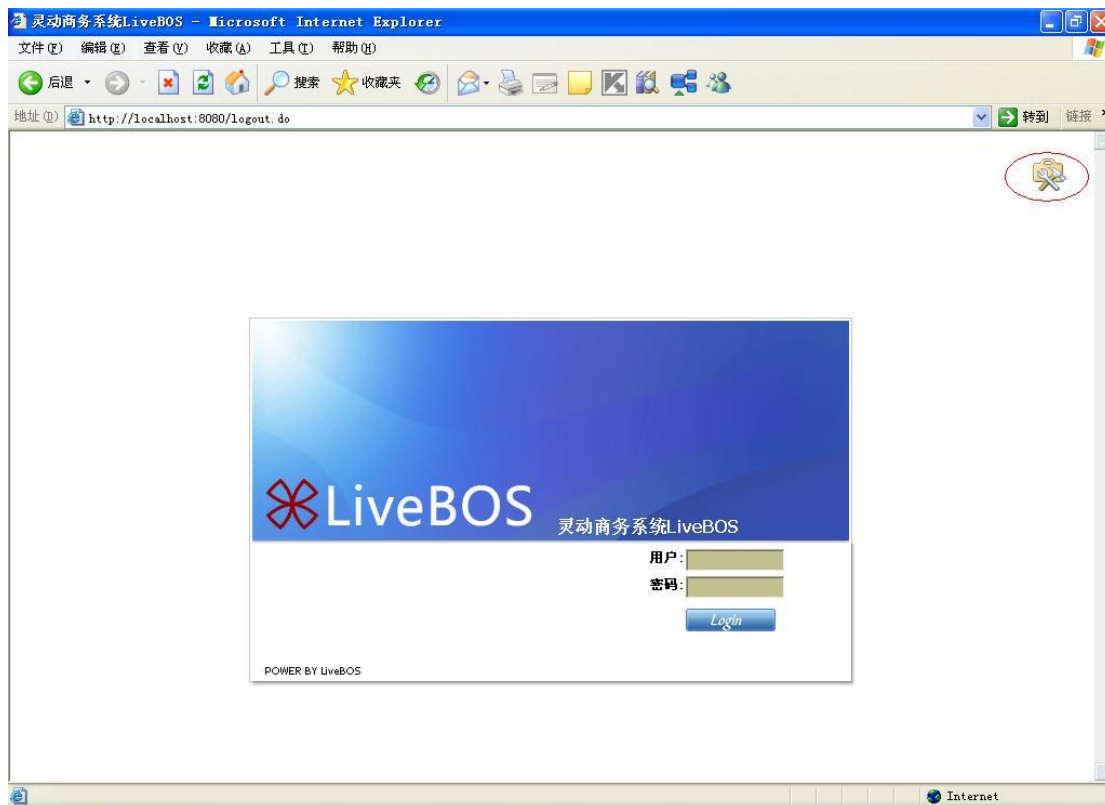 灵动商务系统LiveBOS - Microsoft Internet Explorer
文件(F) 编辑(E) 查看(V) 收藏(A) 工具(T) 帮助(H)
后退 搜索 收藏夹
地址(D) http://localhost:8080/logout.do 转到 链接
LiveBOS 灵动商务系统LiveBOS
用户:
密码:
Login
POWER BY LiveBOS
Internet